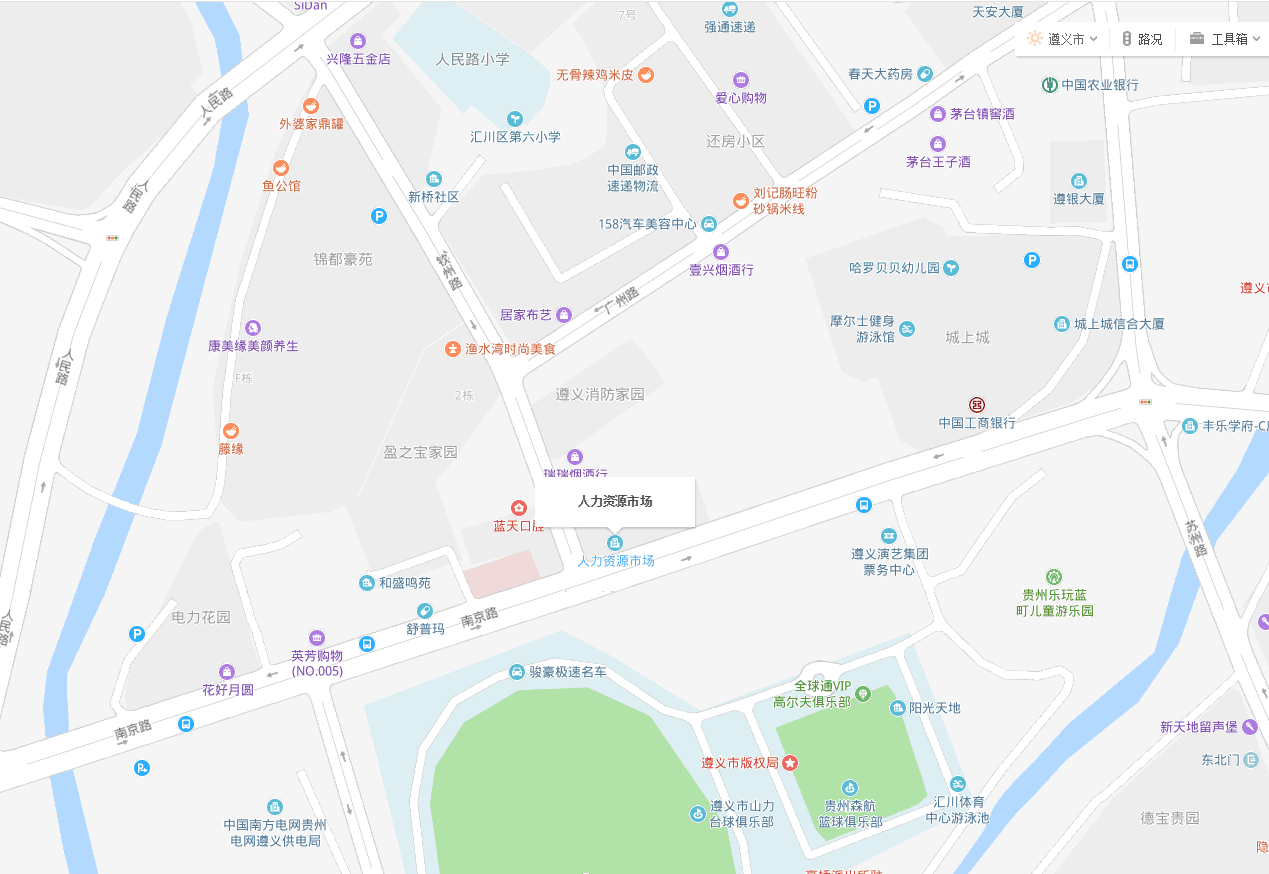 SiDan
7号
强通速递
天安大厦
遵义市
路况
工具箱
兴隆五金店
人民路小学
无骨辣鸡米皮
爱心购物
春天大药房
中国农业银行
人民路
外婆家鼎罐
汇川区第六小学
还房小区
茅台镇窖酒
茅台王子酒
鱼公馆
新桥社区
中国邮政
速递物流
刘记肠旺粉
砂锅米线
遵银大厦
人民路
158汽车美容中心
锦都豪苑
钦州路
壹兴烟酒行
哈罗贝贝幼儿园
遵义市
广州路
居家布艺
摩尔士健身
游泳馆
城上城
城上城信合大厦
康美缘美颜养生
渔水湾时尚美食
人民路
2栋
遵义消防家园
中国工商银行
丰乐学府-C
藤缘
盈之宝家园
瑞瑞烟酒行
人力资源市场
蓝天口腔
人力资源市场
遵义演艺集团
票务中心
苏州路
和盛鸣苑
贵州乐玩蓝
町儿童游乐园
电力花园
舒普玛
南京路
人民路
英芳购物
(NO.005)
骏豪极速名车
花好月圆
全球通VIP
高尔夫俱乐部
阳光天地
南京路
新天地留声堡
遵义市版权局
东北门
中国南方电网贵州
电网遵义供电局
遵义市山力
台球俱乐部
贵州森航
篮球俱乐部
汇川体育
中心游泳池
德宝贵园
隐